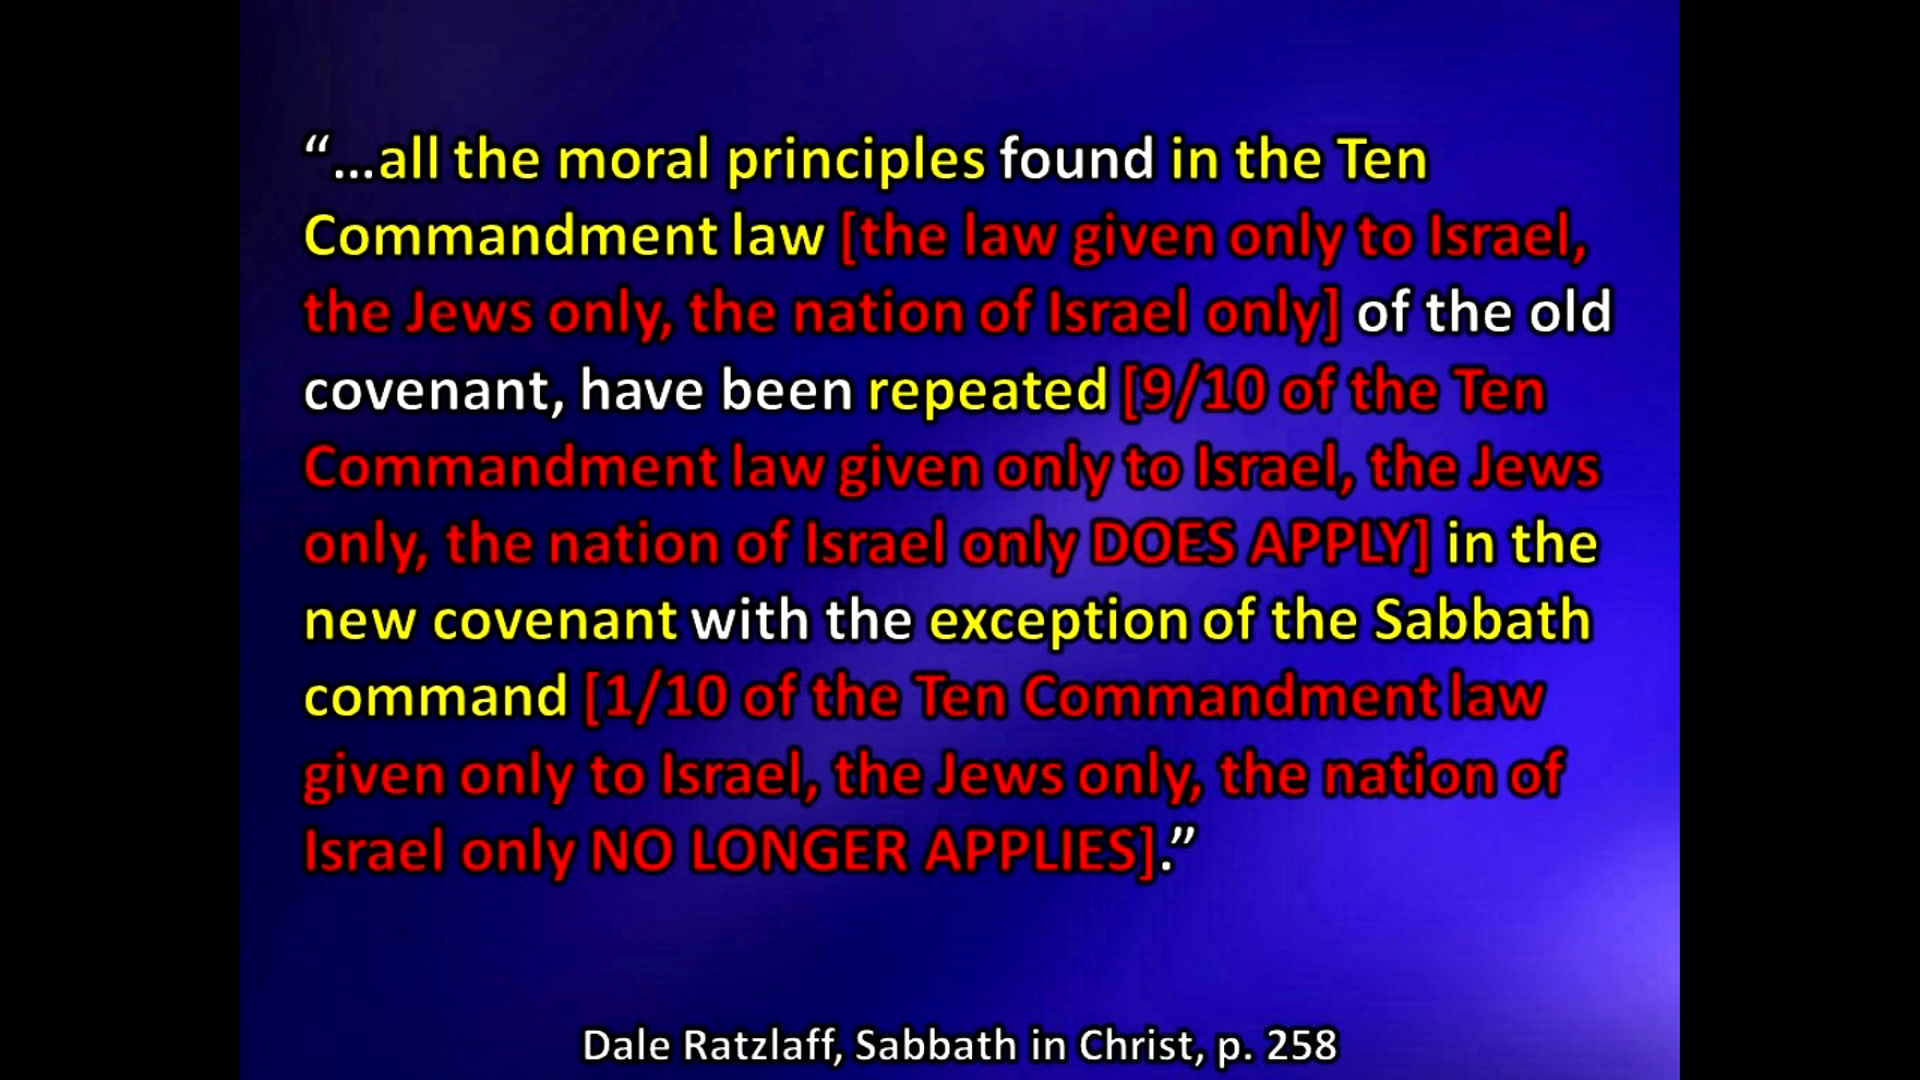 “…all the moral principles found in the Ten
Commandment law [the law given only to Israel,
the Jews only, the nation of Israel only] of the old
covenant, have been repeated [9/10 of the Ten
Commandment law given only to Israel, the Jews
only, the nation of Israel only DOES APPLY] in the
new covenant with the exception of the Sabbath
command [1/10 of the Ten Commandment law
given only to Israel, the Jews only, the nation of
Israel only NO LONGER APPLIES].”
Dale Ratzlaff, Sabbath in Christ, p. 258